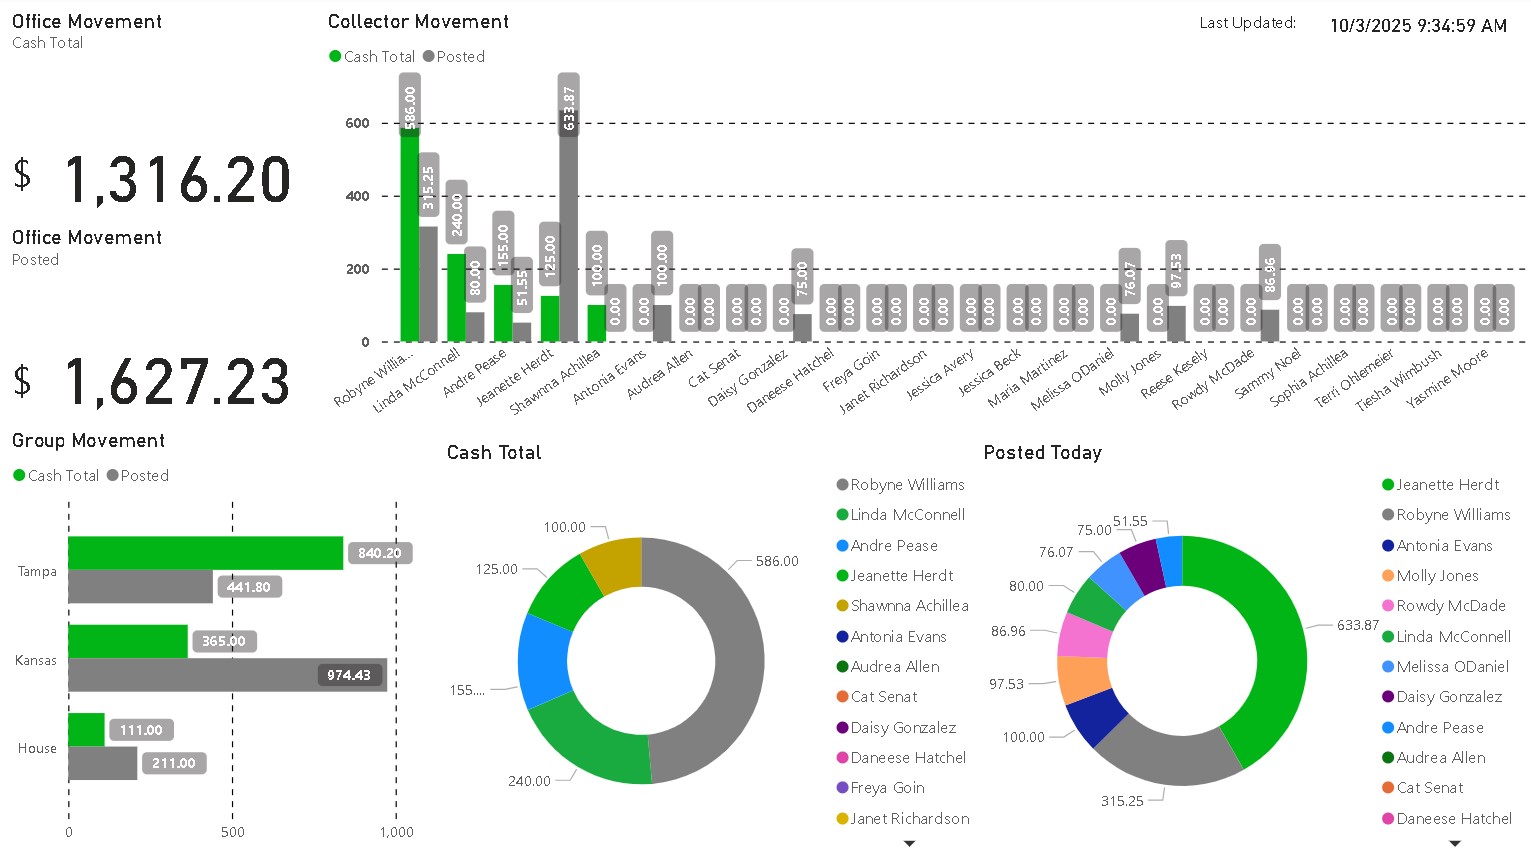 Office Movement
Cash Total
$ 1,316.20
Office Movement
Posted
$ 1,627.23
Collector Movement
Cash Total Posted
Last Updated: 10/3/2025 9:34:59 AM
600
400
200
0
586.00
315.25
240.00
80.00
155.00
51.55
125.00
633.87
100.00
0.00
0.00
100.00
0.00
0.00
0.00
0.00
0.00
75.00
0.00
0.00
0.00
0.00
0.00
0.00
0.00
0.00
0.00
0.00
0.00
0.00
0.00
76.07
0.00
97.53
0.00
0.00
0.00
86.96
0.00
0.00
0.00
0.00
0.00
0.00
0.00
0.00
0.00
0.00
Robyne Willia...
Linda McConnell
Andre Pease
Jeanette Herdt
Shawnna Achillea
Antonia Evans
Audrea Allen
Cat Senat
Daisy Gonzalez
Daneese Hatchel
Freya Goin
Janet Richardson
Jessica Avery
Jessica Beck
Maria Martinez
Melissa ODaniel
Molly Jones
Reese Kesely
Rowdy McDade
Sammy Noel
Sophia Achillea
Terri Ohlemeier
Tiesha Wimbush
Yasmine Moore
Group Movement
Cash Total Posted
Tampa
840.20
441.80
Kansas
365.00
974.43
House
111.00
211.00
0 500 1,000
Cash Total
586.00
240.00
155....
125.00
100.00
Robyne Williams
Linda McConnell
Andre Pease
Jeanette Herdt
Shawnna Achillea
Antonia Evans
Audrea Allen
Cat Senat
Daisy Gonzalez
Daneese Hatchel
Freya Goin
Janet Richardson
Posted Today
633.87
315.25
100.00
97.53
86.96
80.00
76.07
75.00
51.55
Jeanette Herdt
Robyne Williams
Antonia Evans
Molly Jones
Rowdy McDade
Linda McConnell
Melissa ODaniel
Daisy Gonzalez
Andre Pease
Audrea Allen
Cat Senat
Daneese Hatchel